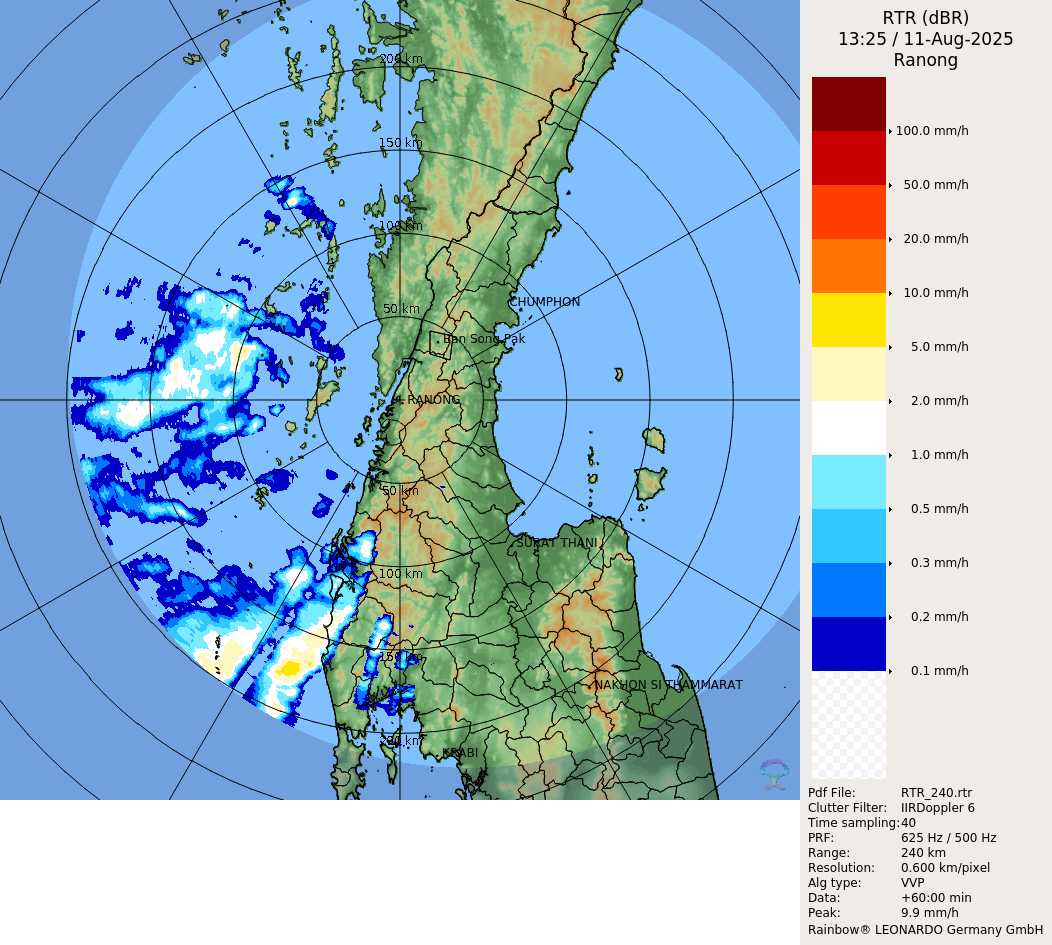 RTR (dBR)
13:25 / 11-Aug-2025
Ranong
100.0 mm/h
50.0 mm/h
20.0 mm/h
10.0 mm/h
5.0 mm/h
2.0 mm/h
1.0 mm/h
0.5 mm/h
0.3 mm/h
0.2 mm/h
0.1 mm/h
200 km
150 km
100 km
50 km
CHUMPHON
Ban Song Pak
RANONG
50 km
SURAT THANI
100 km
150 km
NAKHON SI THAMMARAT
200 km
KRABI
Pdf File: RTR_240.rtr
Clutter Filter: IIRDoppler 6
Time sampling:40
PRF: 625 Hz / 500 Hz
Range: 240 km
Resolution: 0.600 km/pixel
Alg type: VVP
Data: +60:00 min
Peak: 9.9 mm/h
Rainbow® LEONARDO Germany GmbH